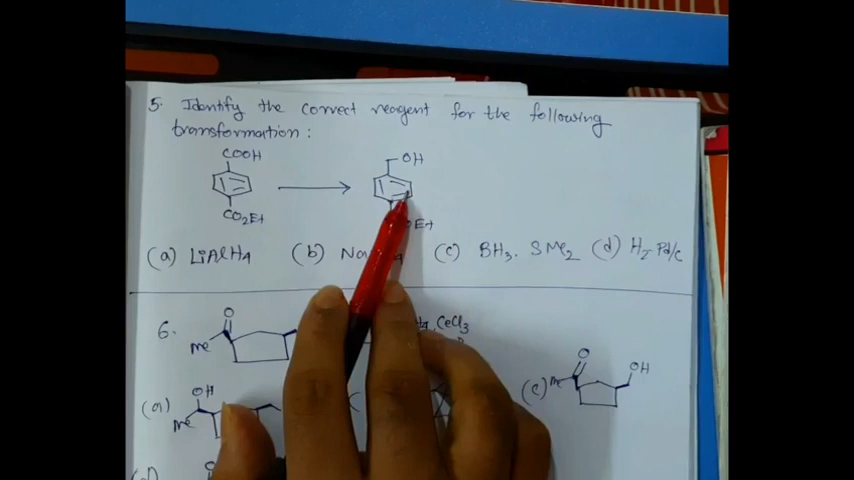 5. Identify the correct reagent for the following
transformation :
COOH
OH
CO2Et
Et
(a) LiAlH4 (b) (c) BH3. SMe2 (d) H2 Pd/c
6. O
Me
CeCl3
(a) OH
Me
(c) O
Me
OH